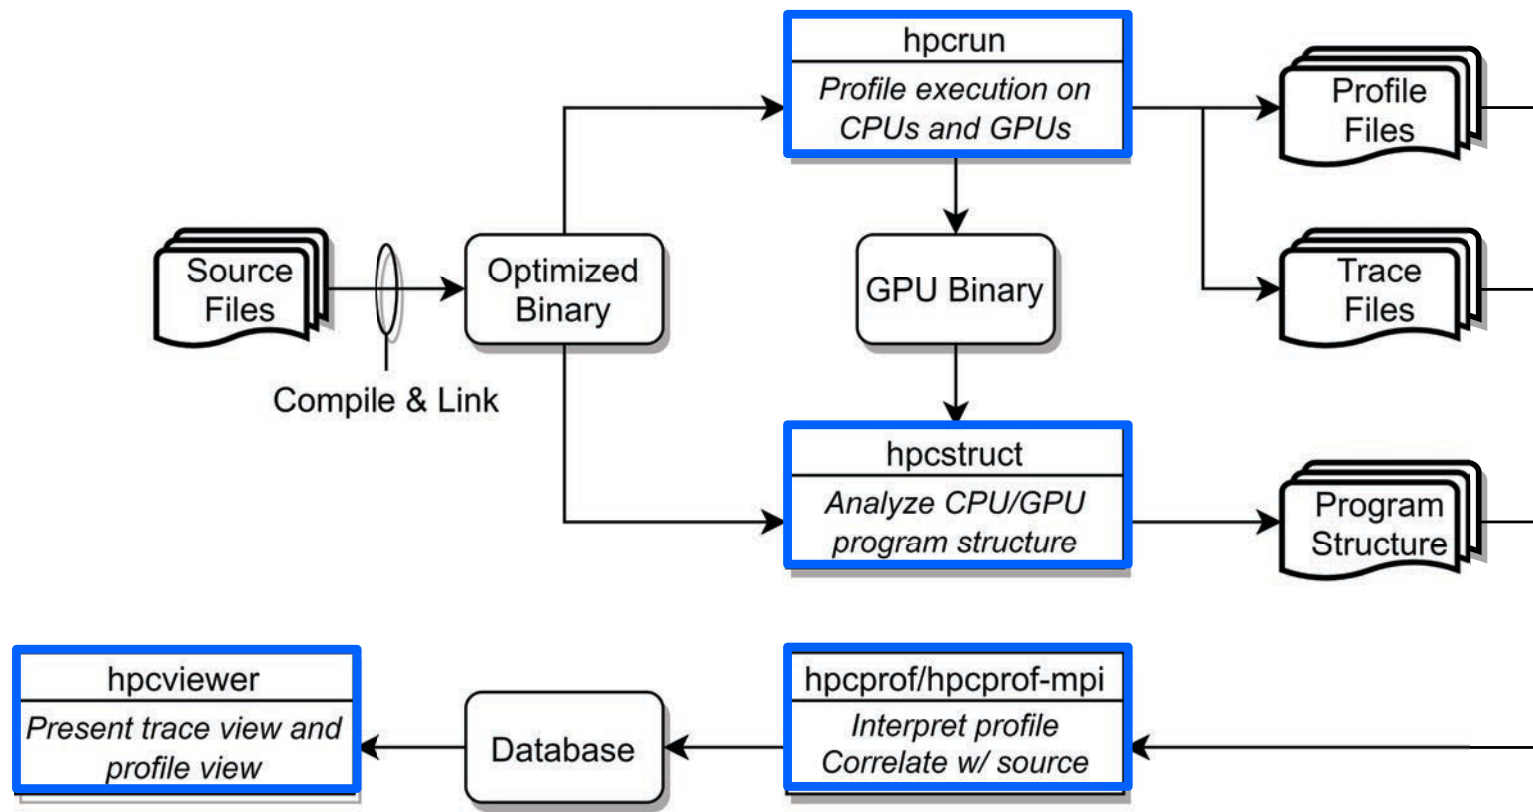 hpcrun
Profile execution on
CPUs and GPUs
Profile
Files
Source
Files
Optimized
Binary
GPU Binary
Trace
Files
Compile & Link
hpcstruct
Analyze CPU/GPU
program structure
Program
Structure
hpcviewer
Present trace view and
profile view
Database
hpcprof/hpcprof-mpi
Interpret profile
Correlate w/ source